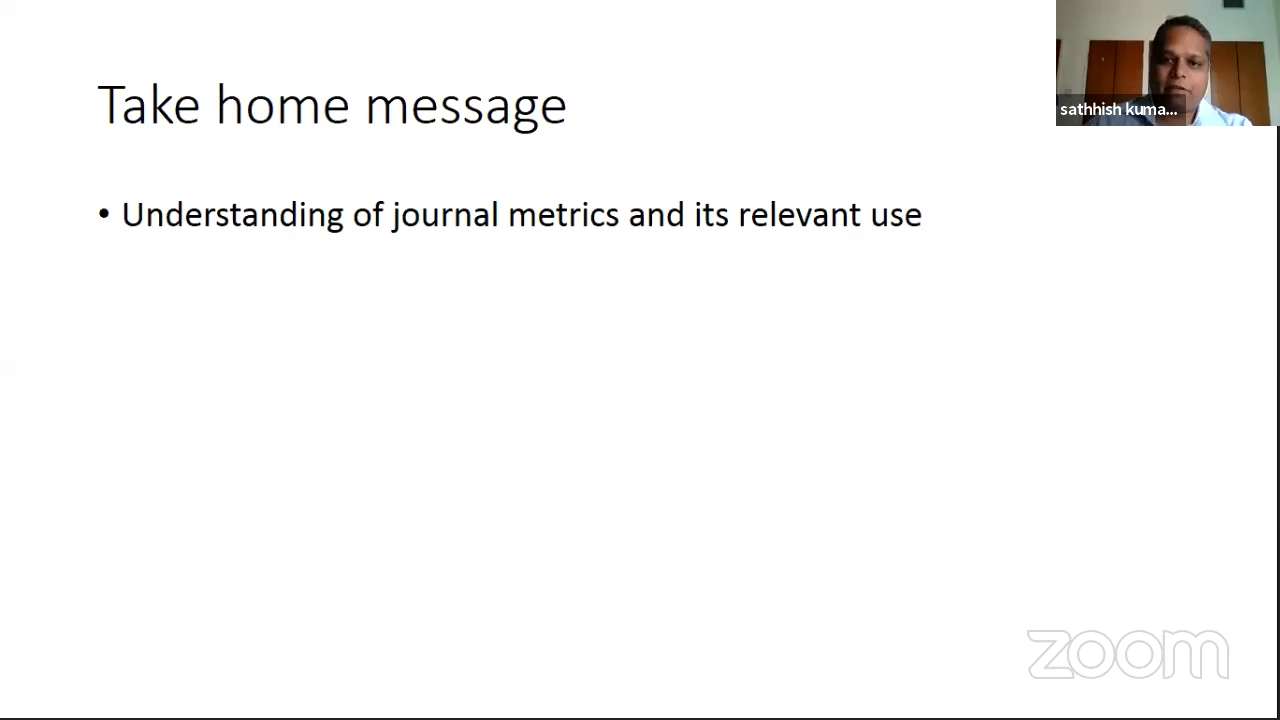 Take home message
sathhish kuma...
• Understanding of journal metrics and its relevant use
zoom